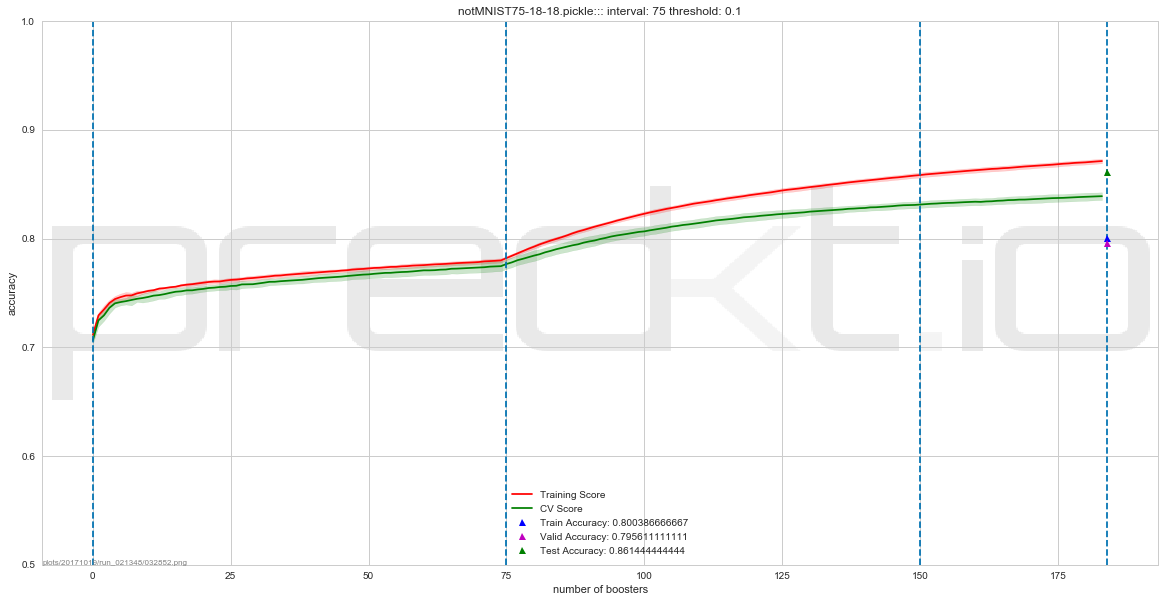 notMNIST75-18-18.pickle::: interval: 75 threshold: 0.1
1.0
0.9
0.8
0.7
0.6
0.5
accuracy
predkt.io
Training Score
CV Score
Train Accuracy: 0.800386666667
Valid Accuracy: 0.795611111111
Test Accuracy: 0.861444444444
0 25 50 75 100 125 150 175
number of boosters